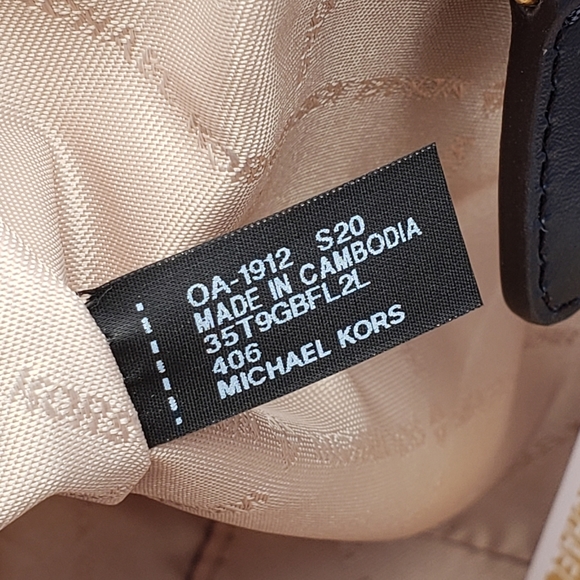 OA-1912 S20
MADE IN CAMBODIA
35T9GBFL2L
406
MICHAEL KORS